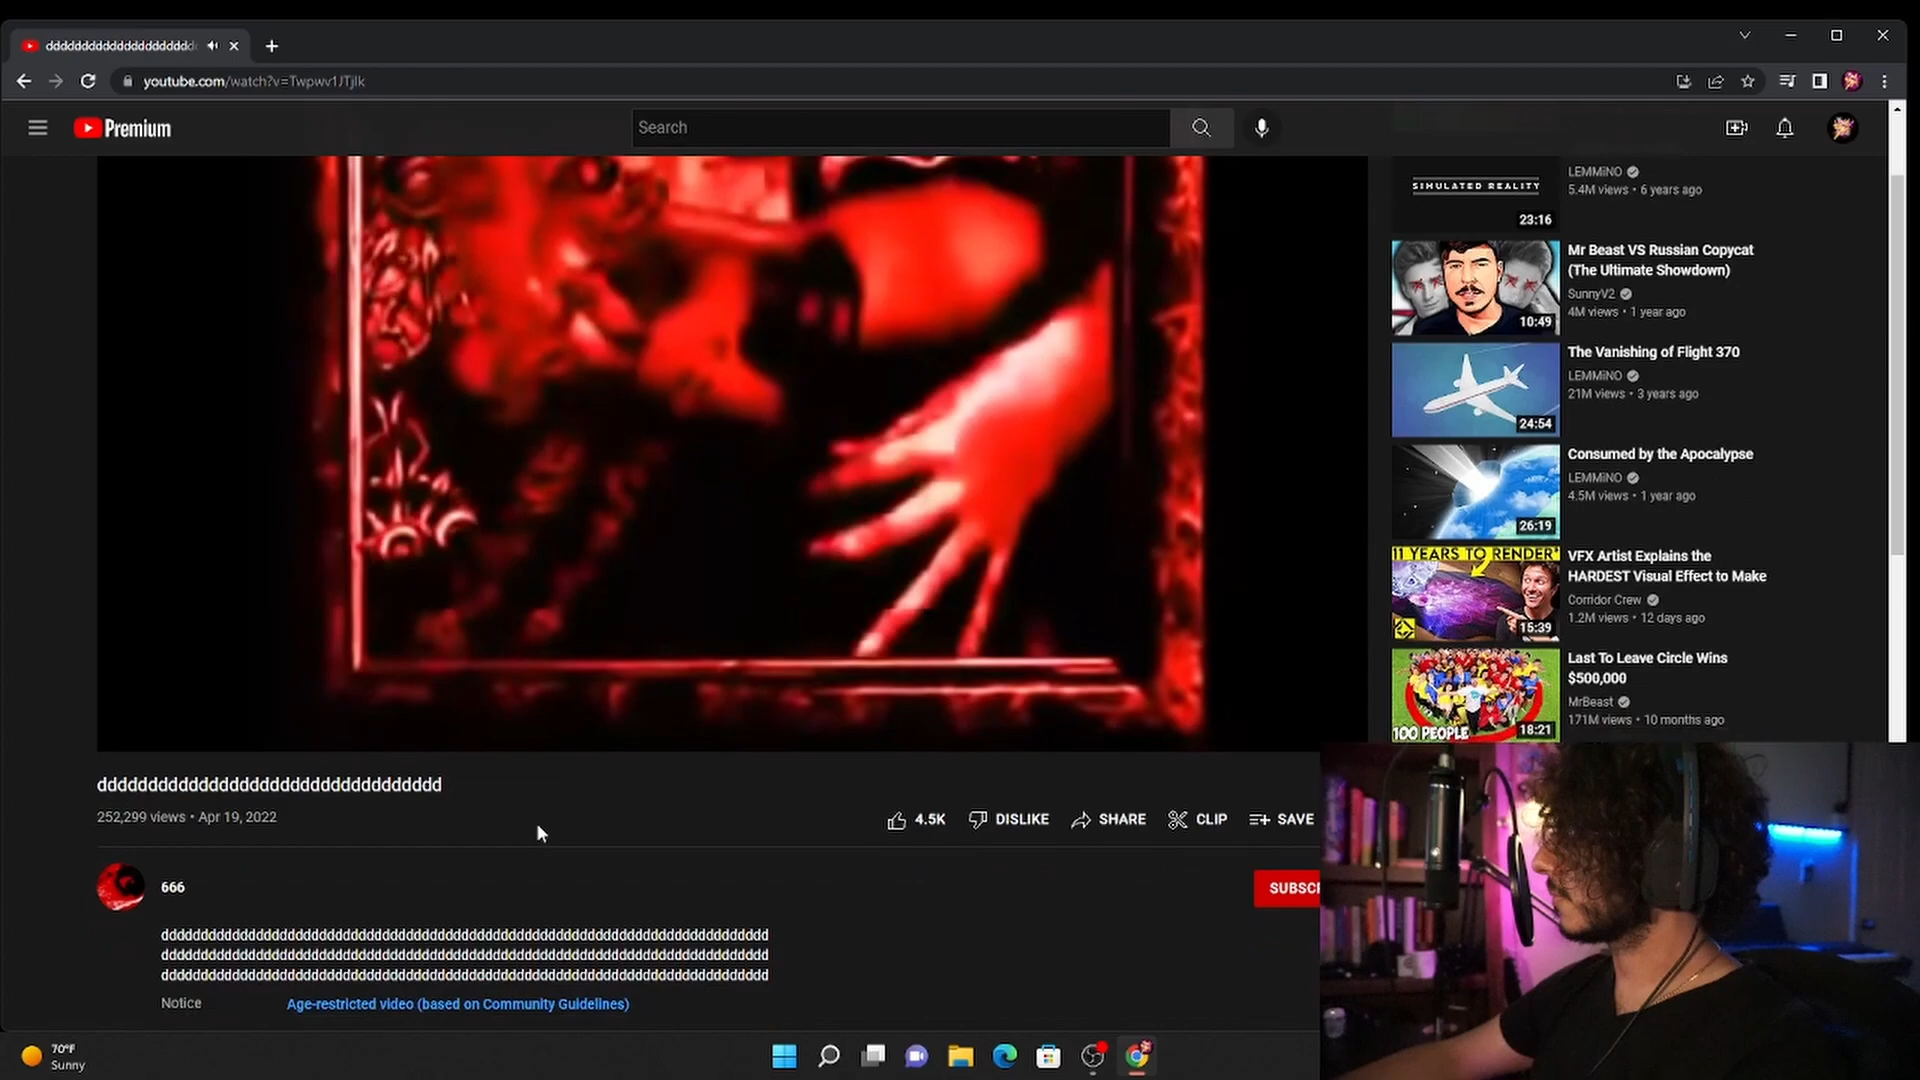 dddddddddddddddddddddd
youtube.com/watch?v=Twpwv1JTjlk
Premium
Search
SIMULATED REALITY
23:16
LEMMiNO
5.4M views • 6 years ago
10:49
Mr Beast VS Russian Copycat
(The Ultimate Showdown)
SunnyV2
4M views • 1 year ago
24:54
The Vanishing of Flight 370
LEMMiNO
21M views • 3 years ago
26:19
Consumed by the Apocalypse
LEMMiNO
4.5M views • 1 year ago
11 YEARS TO RENDER"
15:39
VFX Artist Explains the
HARDEST Visual Effect to Make
Corridor Crew
1.2M views • 12 days ago
100 PEOPLE
18:21
Last To Leave Circle Wins
$500,000
MrBeast
171M views • 10 months ago
dddddddddddddddddddddddddddddddddd
252,299 views • Apr 19, 2022
4.5K
DISLIKE
SHARE
CLIP
SAVE
666
SUBSC
dddddddddddddddddddddddddddddddddddddddddddddddddddddddddddddddddddddddddddd
dddddddddddddddddddddddddddddddddddddddddddddddddddddddddddddddddddddddddddd
dddddddddddddddddddddddddddddddddddddddddddddddddddddddddddddddddddddddddddd
Notice
Age-restricted video (based on Community Guidelines)
70°F
Sunny